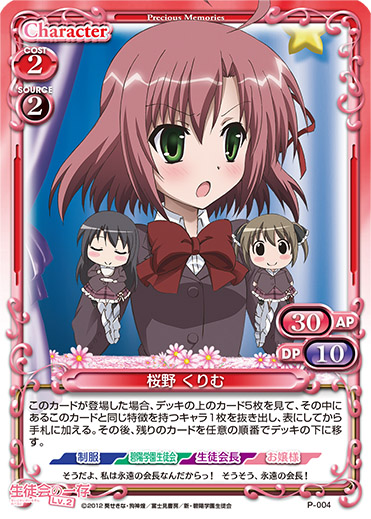 Precious Memories
Character
COST
2
SOURCE
2
30 AP
DP 10
桜野 くりむ
このカードが登場した場合、デッキの上のカード5枚を見て、その中に
あるこのカードと同じ特徴を持つキャラ1枚を抜き出し、表にしてから
手札に加える。その後、残りのカードを任意の順番でデッキの下に移
す。
制服 碧陽学園生徒会 生徒会長 お嬢様
そうだよ、私は永遠の会長なんだからっ! そうそう、永遠の会長!
生徒会の一存
Lv.2
©2012 葵せきな・狗神煌/富士見書房/新・碧陽学園生徒会
P-004